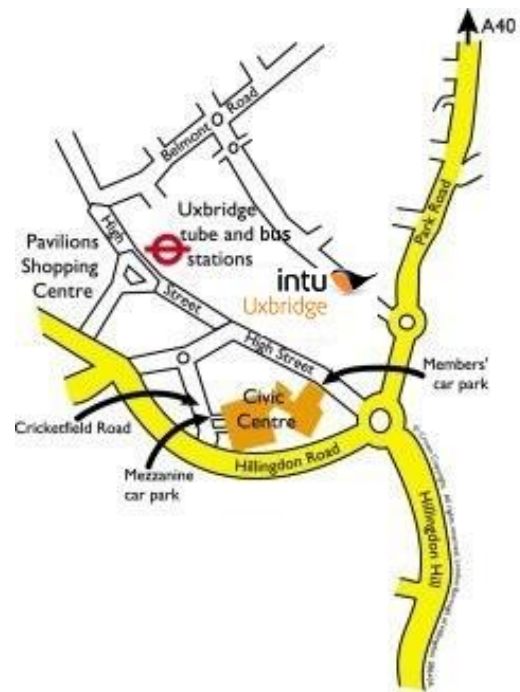 A40
Belmont Road
Park Road
High
Street
Uxbridge
tube and bus
stations
Pavilions
Shopping
Centre
intu
Uxbridge
High Street
Members'
car park
Civic
Centre
Cricketfield Road
Mezzanine
car park
Hillingdon Road
Hillingdon Hill